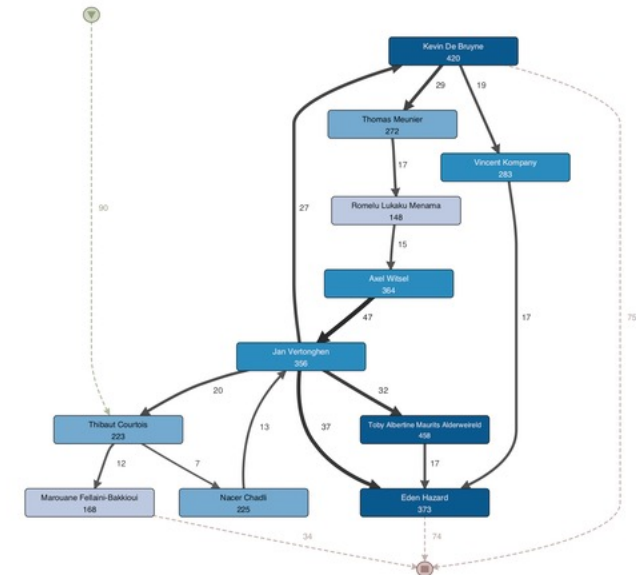 Kevin De Bruyne
420
29
19
Thomas Meunier
272
Vincent Kompany
283
17
Romelu Lukaku Menama
148
90
27
15
Axel Witsel
364
47
17
75
Jan Vertonghen
356
20
32
Thibaut Courtois
223
13
37
Toby Albertine Maurits Alderweireld
458
12
7
17
Marouane Fellaini-Bakkioui
168
Nacer Chadli
225
Eden Hazard
373
34
74